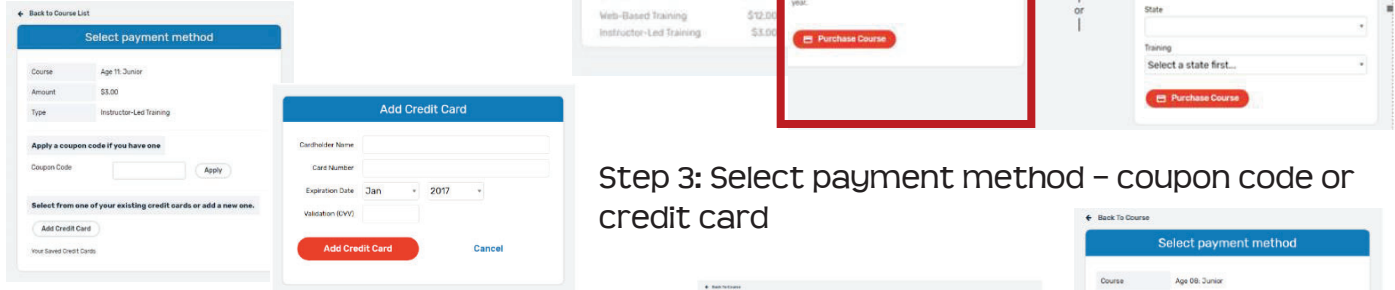 ← Back to Course List
Select payment method
Course Age 11: Junior
Amount $3.00
Type Instructor-Led Training
Apply a coupon code if you have one
Coupon Code Apply
Select from one of your existing credit cards or add a new one.
Add Credit Card
Your Saved Credit Cards
Add Credit Card
Cardholder Name
Card Number
Expiration Date Jan 2017
Validation (CVV)
Add Credit Card Cancel
Web-Based Training $12.00
Instructor-Led Training $3.00
year.
Purchase Course
or
State
Training
Select a state first...
Purchase Course
Step 3: Select payment method – coupon code or
credit card
← Back To Course
← Back To Course
Select payment method
Course Age 08: Junior